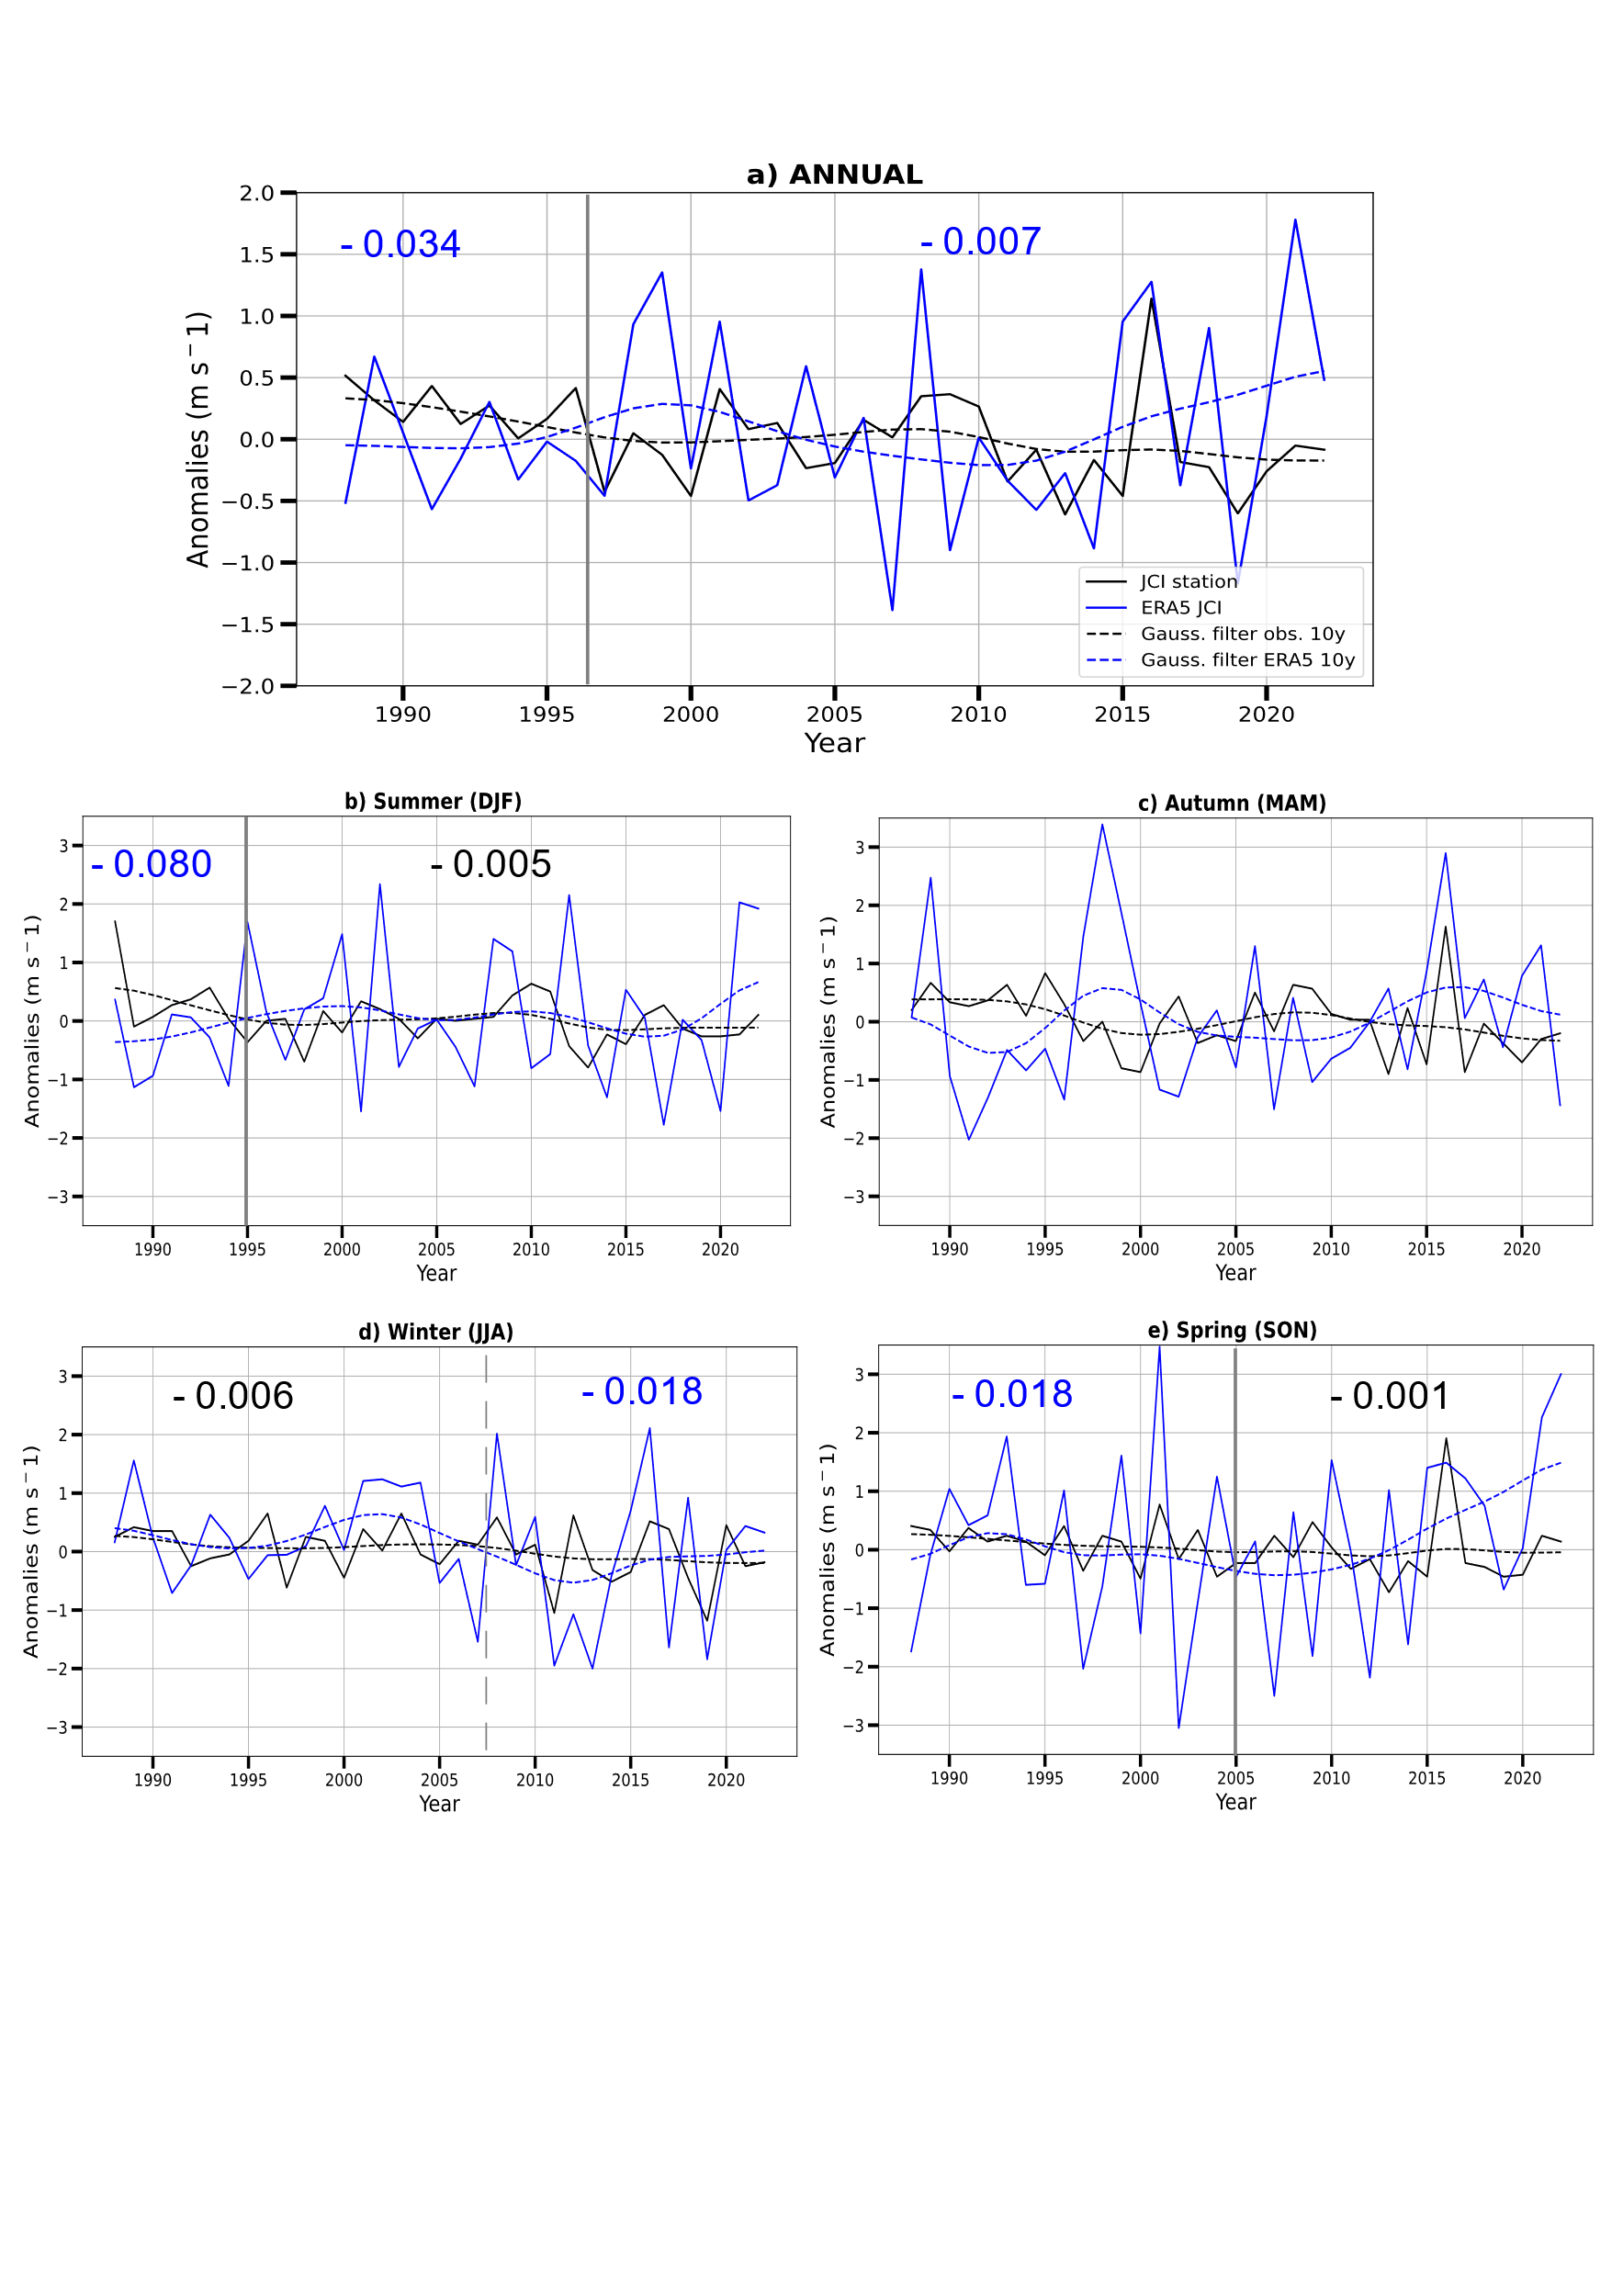 a) ANNUAL
2.0
1.5
1.0
0.5
0.0
−0.5
−1.0
−1.5
−2.0
Anomalies (m s⁻1)
- 0.034
- 0.007
JCI station
ERA5 JCI
Gauss. filter obs. 10y
Gauss. filter ERA5 10y
1990 1995 2000 2005 2010 2015 2020
Year
b) Summer (DJF)
3
2
1
0
−1
−2
−3
Anomalies (m s⁻1)
- 0.080
- 0.005
1990 1995 2000 2005 2010 2015 2020
Year
c) Autumn (MAM)
3
2
1
0
−1
−2
−3
Anomalies (m s⁻1)
1990 1995 2000 2005 2010 2015 2020
Year
d) Winter (JJA)
3
2
1
0
−1
−2
−3
Anomalies (m s⁻1)
- 0.006
- 0.018
1990 1995 2000 2005 2010 2015 2020
Year
e) Spring (SON)
3
2
1
0
−1
−2
−3
Anomalies (m s⁻1)
- 0.018
- 0.001
1990 1995 2000 2005 2010 2015 2020
Year